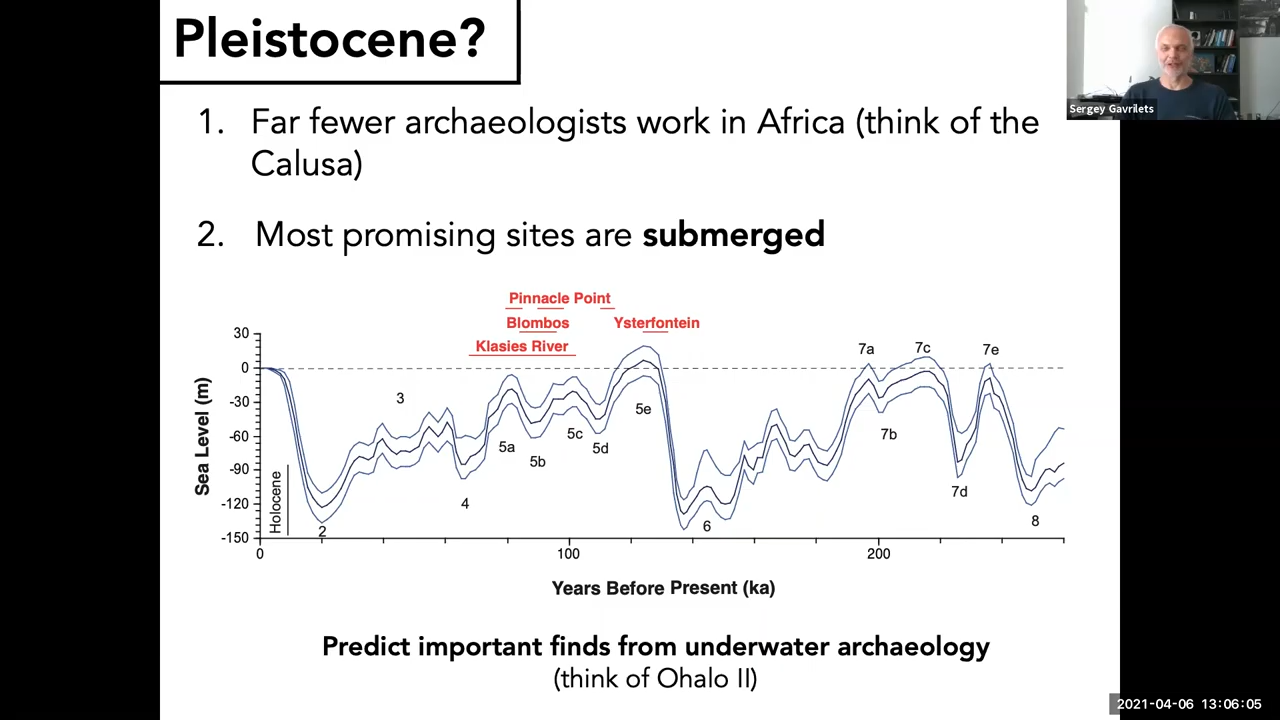 Pleistocene?
Sergey Gavrilets
1. Far fewer archaeologists work in Africa (think of the
Calusa)
2. Most promising sites are submerged
Pinnacle Point
Blombos Ysterfontein
Klasies River
30
0
-30
-60
-90
-120
-150
Sea Level (m)
Holocene
2
3
4
5a
5b
5c
5d
5e
6
7a
7b
7c
7d
7e
8
0 100 200
Years Before Present (ka)
Predict important finds from underwater archaeology
(think of Ohalo II)
2021-04-06 13:06:05